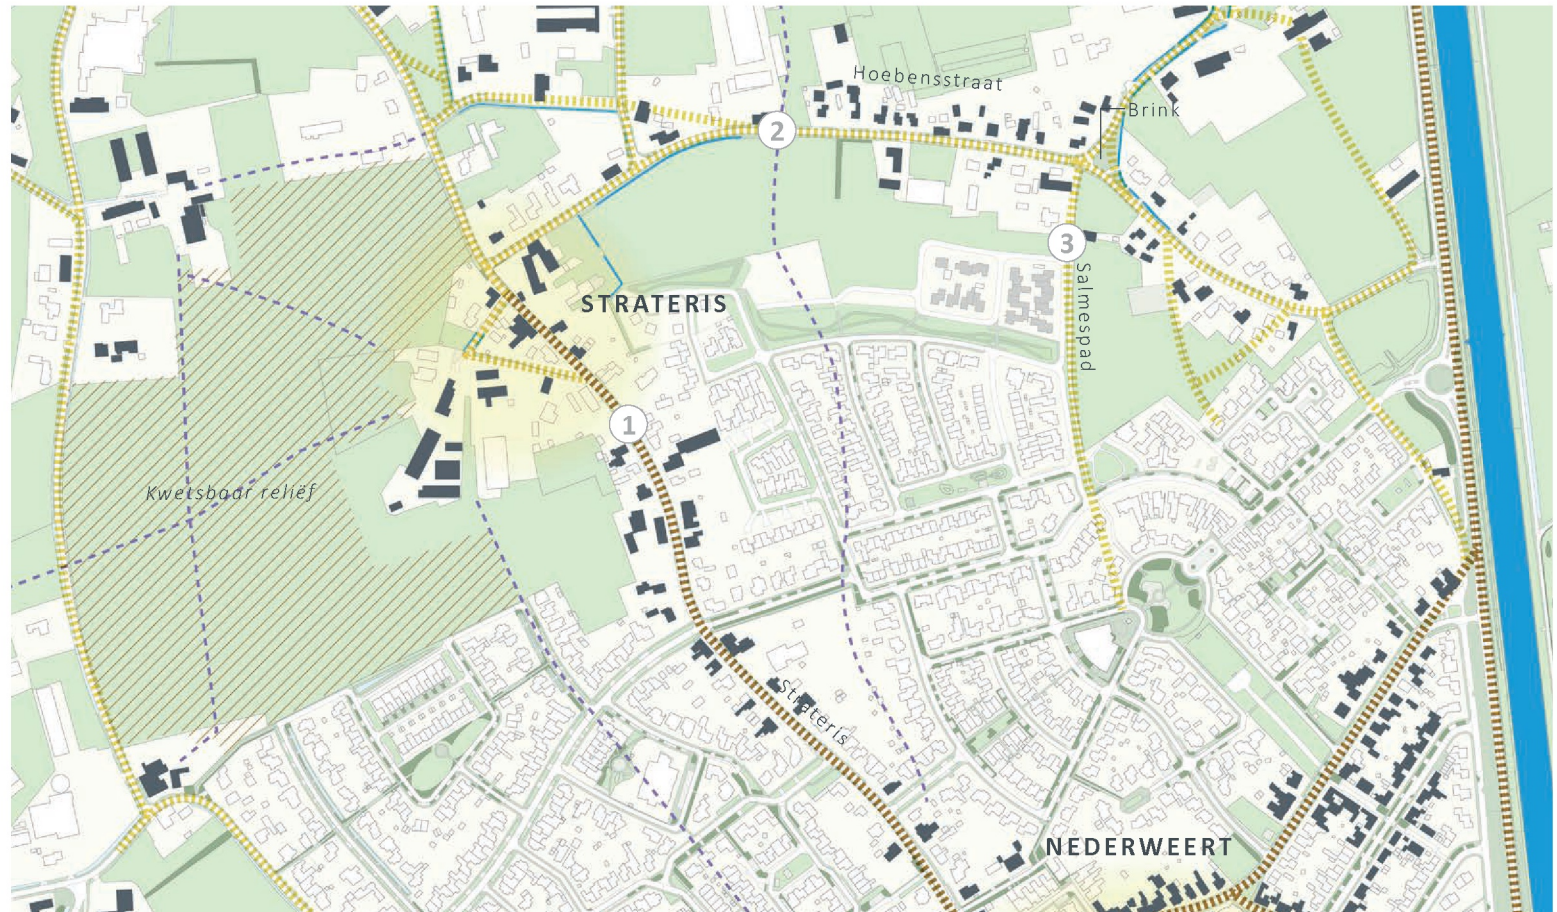 Hoebensstraat
Brink
2
3
STRATERIS
Salmespad
1
Kwetsbaar reliëf
Strateris
NEDERWEERT